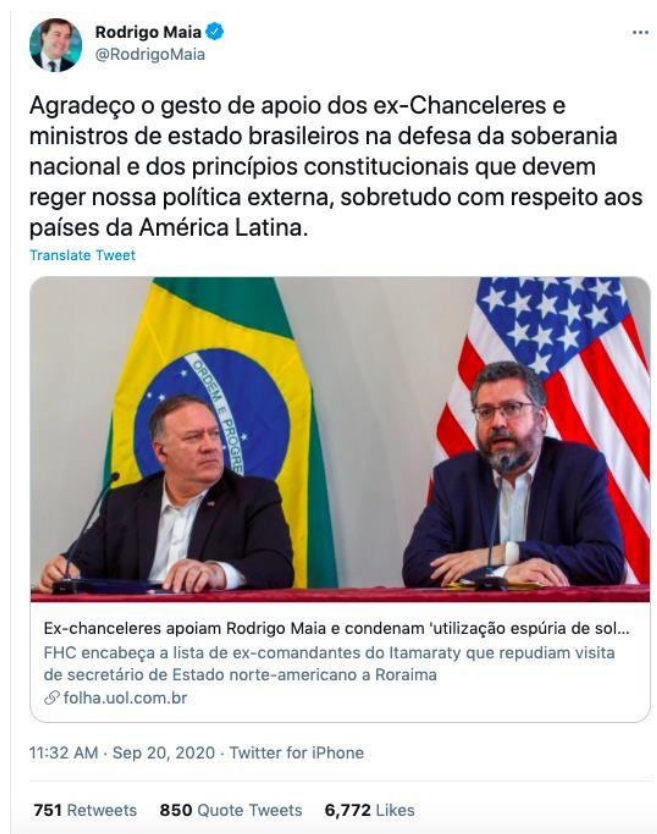 Rodrigo Maia
@RodrigoMaia
Agradeço o gesto de apoio dos ex-Chanceleres e
ministros de estado brasileiros na defesa da soberania
nacional e dos princípios constitucionais que devem
reger nossa política externa, sobretudo com respeito aos
países da América Latina.
Translate Tweet
ORDEM E PROGRE
Ex-chanceleres apoiam Rodrigo Maia e condenam 'utilização espúria de sol...
FHC encabeça a lista de ex-comandantes do Itamaraty que repudiam visita
de secretário de Estado norte-americano a Roraima
folha.uol.com.br
11:32 AM · Sep 20, 2020 · Twitter for iPhone
751 Retweets 850 Quote Tweets 6,772 Likes